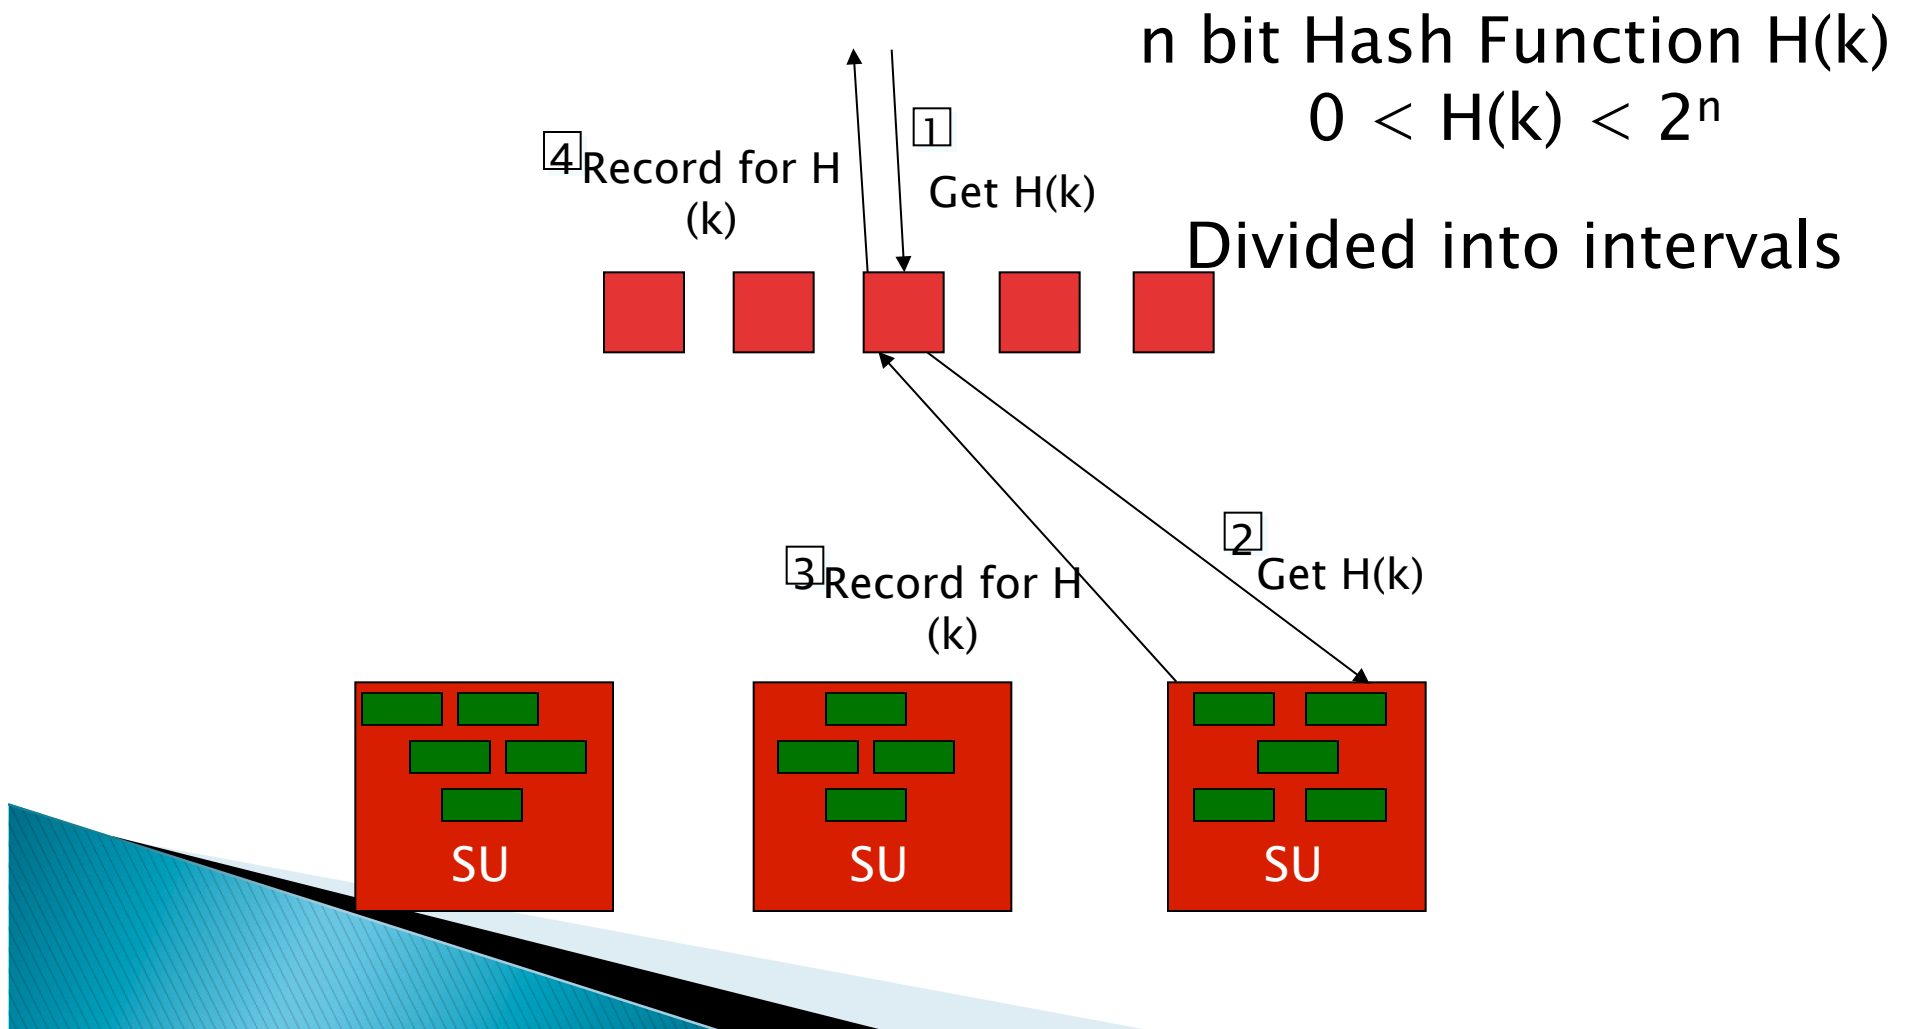 n bit Hash Function H(k)
0 < H(k) < 2ⁿ
Divided into intervals
1
Get H(k)
4
Record for H
(k)
2
Get H(k)
3
Record for H
(k)
SU
SU
SU